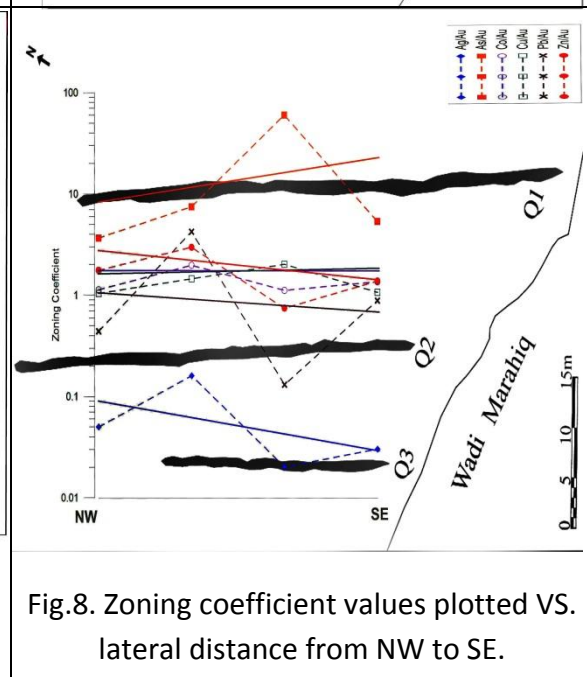 N
Ag/Au
As/Au
Co/Au
Cu/Au
Pb/Au
Zn/Au
100
10
1
0.1
0.01
Zoning Coefficient
NW
SE
Q1
Q2
Q3
Wadi Marahiq
0 5 10 15m
Fig.8. Zoning coefficient values plotted VS.
lateral distance from NW to SE.